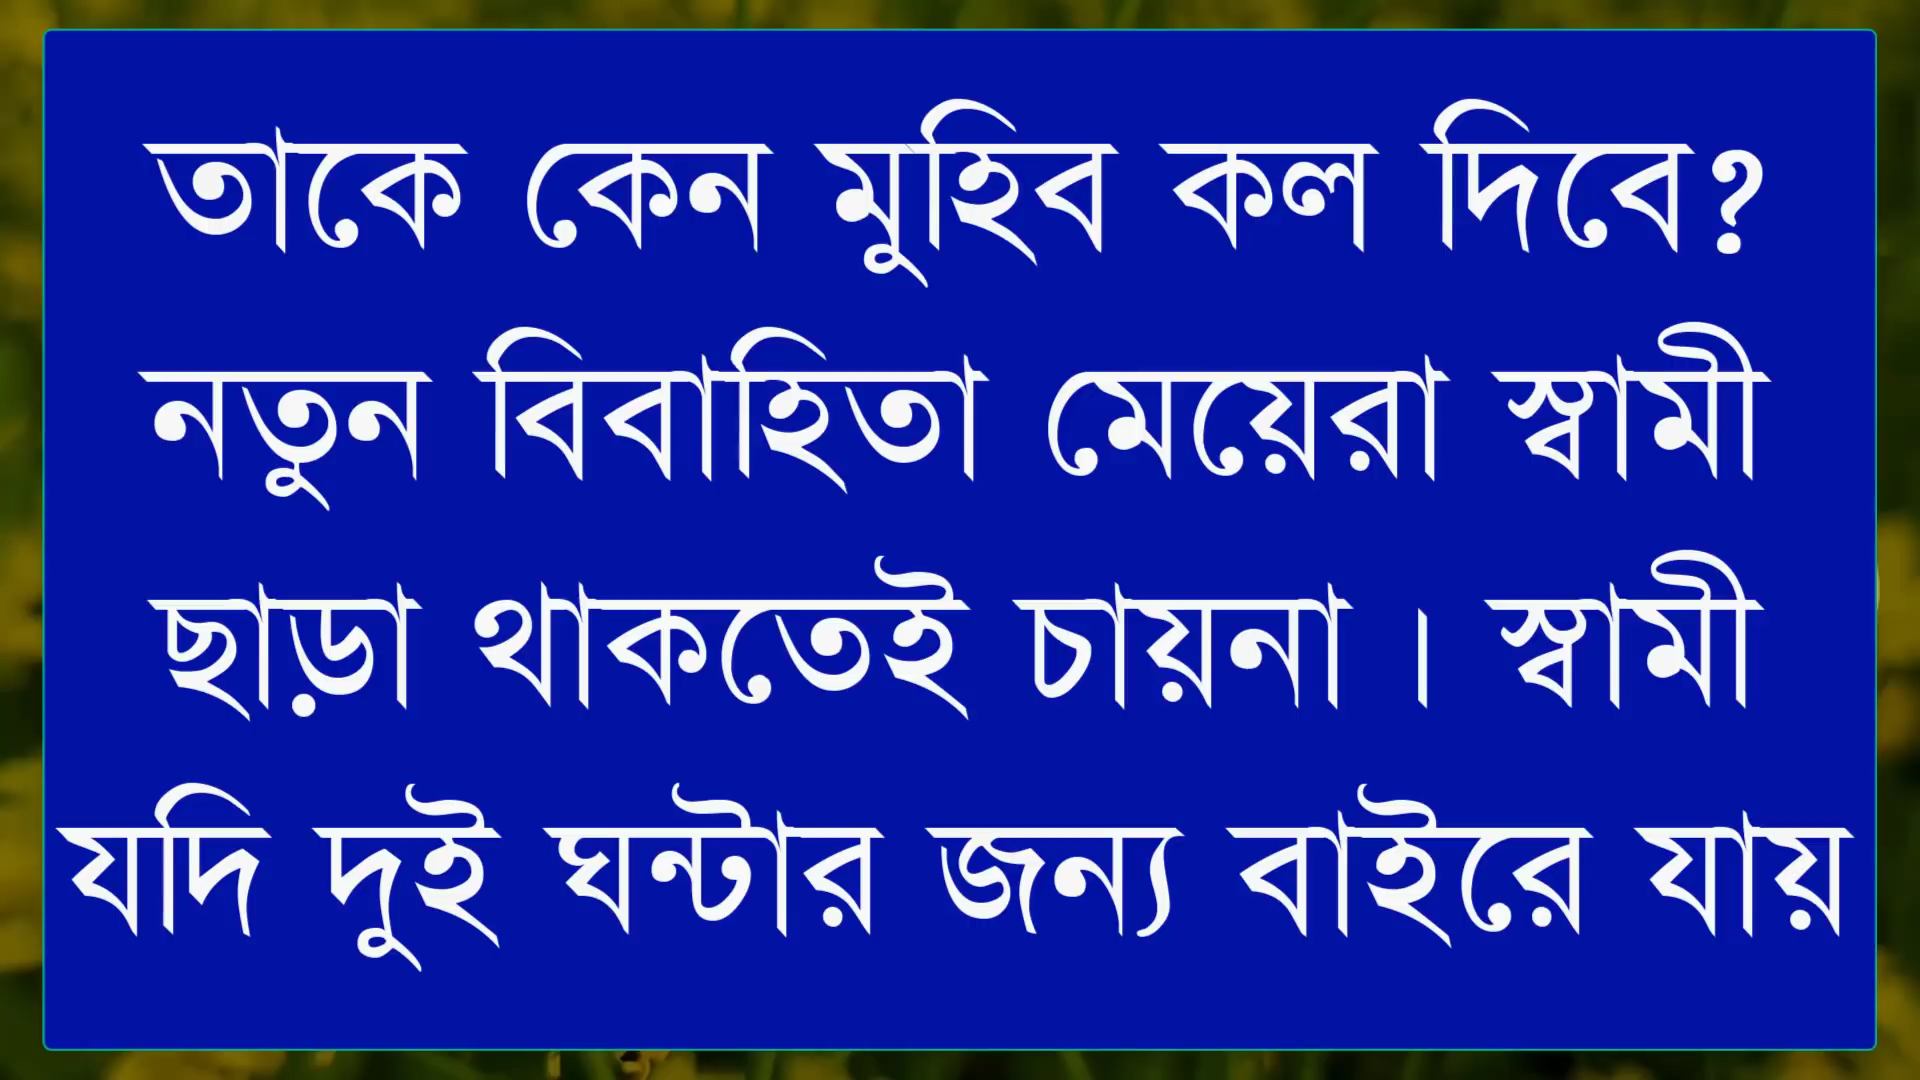 তাকে কেন মুহিব কল দিবে?
নতুন বিবাহিতা মেয়েরা স্বামী
ছাড়া থাকতেই চায়না । স্বামী
যদি দুই ঘন্টার জন্য বাইরে যায়